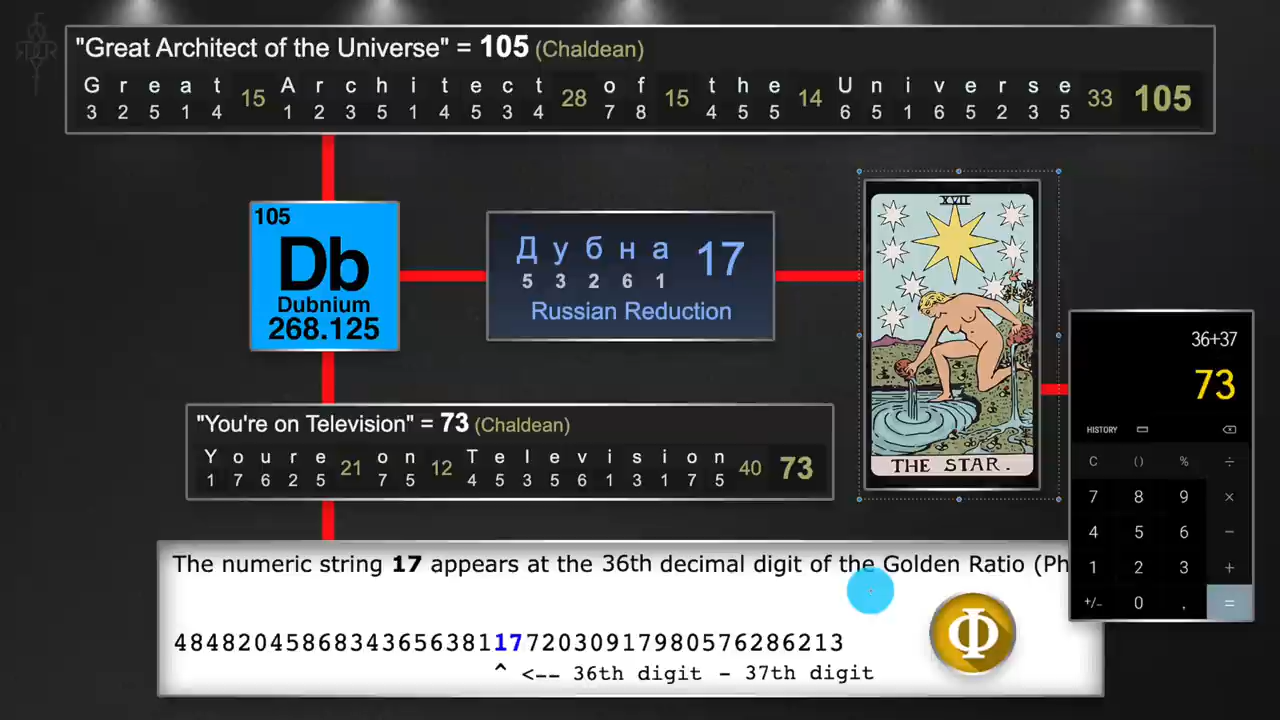 "Great Architect of the Universe" = 105 (Chaldean)
G r e a t 15 A r c h i t e c t 28 o f 15 t h e 14 U n i v e r s e 33 105
3 2 5 1 4 1 2 3 5 1 4 5 3 4 7 8 4 5 5 6 5 1 6 5 2 3 5
105
Db
Dubnium
268.125
Д у б н а 17
5 3 2 6 1
Russian Reduction
XVII
THE STAR.
36+37
73
HISTORY
C () % ÷
7 8 9 ×
4 5 6 −
1 2 3 +
+/− 0 , =
"You're on Television" = 73 (Chaldean)
Y o u r e 21 o n 12 T e l e v i s i o n 40 73
1 7 6 2 5 7 5 4 5 3 5 6 1 3 1 7 5
The numeric string 17 appears at the 36th decimal digit of the Golden Ratio (Ph
484820458683436563811772030917980576286213
^ <-- 36th digit - 37th digit
Φ